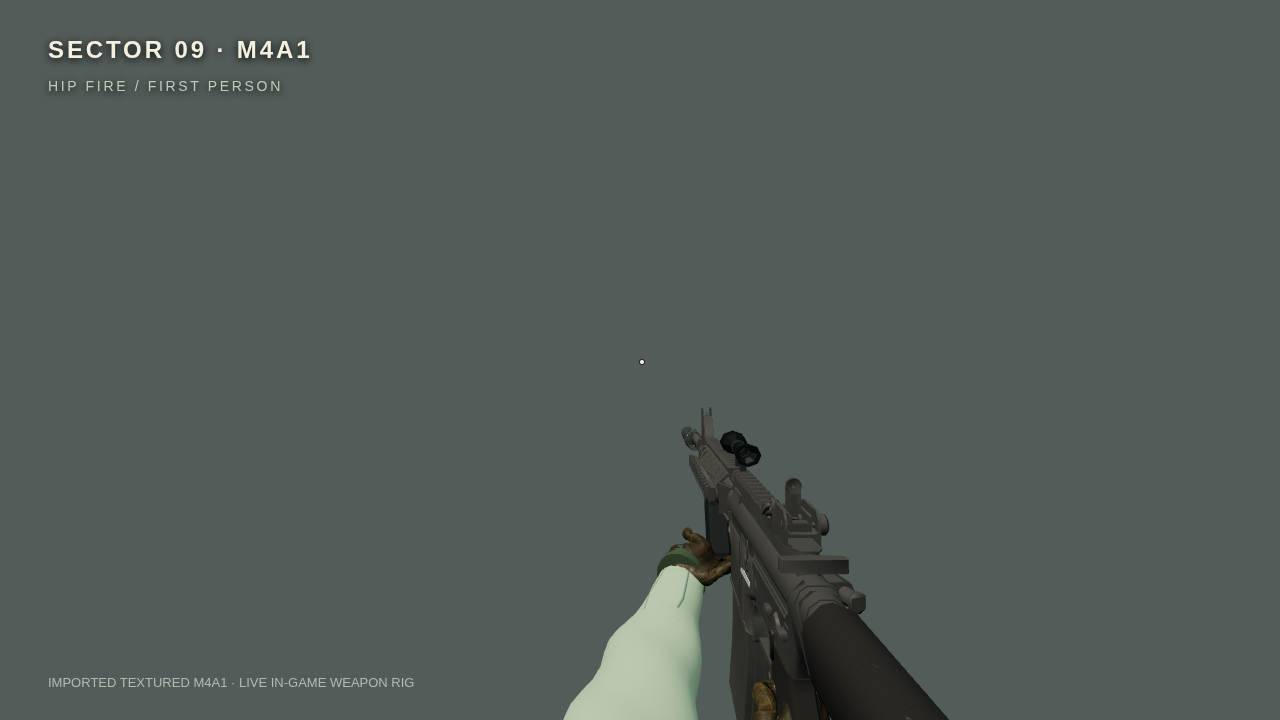 SECTOR 09 · M4A1
HIP FIRE / FIRST PERSON
IMPORTED TEXTURED M4A1 · LIVE IN-GAME WEAPON RIG